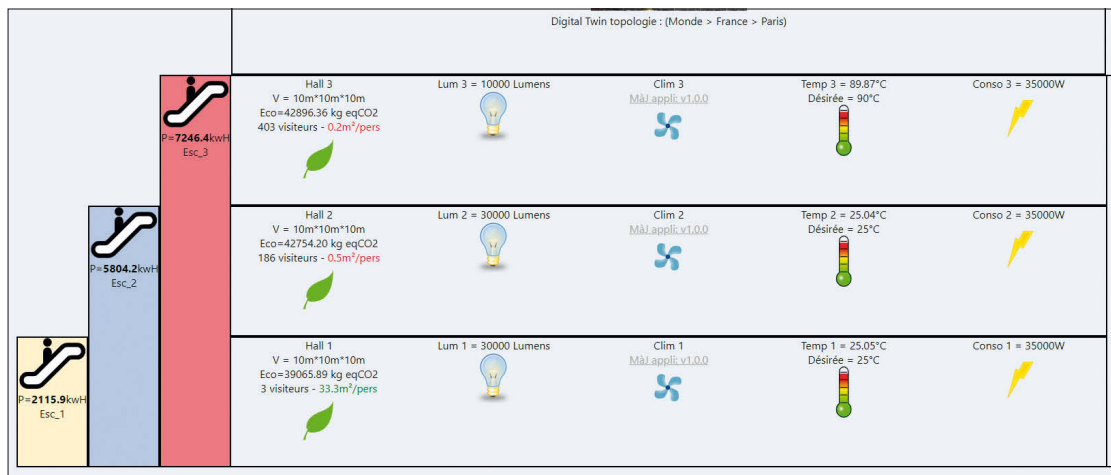 Digital Twin topologie : (Monde > France > Paris)
P=7246.4kwH
Esc_3
Hall 3
V = 10m*10m*10m
Eco=42896.36 kg eqCO2
403 visiteurs - 0.2m²/pers
Lum 3 = 10000 Lumens
Clim 3
MàJ appli: v1.0.0
Temp 3 = 89.87°C
Désirée = 90°C
Conso 3 = 35000W
P=5804.2kwH
Esc_2
Hall 2
V = 10m*10m*10m
Eco=42754.20 kg eqCO2
186 visiteurs - 0.5m²/pers
Lum 2 = 30000 Lumens
Clim 2
MàJ appli: v1.0.0
Temp 2 = 25.04°C
Désirée = 25°C
Conso 2 = 35000W
P=2115.9kwH
Esc_1
Hall 1
V = 10m*10m*10m
Eco=39065.89 kg eqCO2
3 visiteurs - 33.3m²/pers
Lum 1 = 30000 Lumens
Clim 1
MàJ appli: v1.0.0
Temp 1 = 25.05°C
Désirée = 25°C
Conso 1 = 35000W